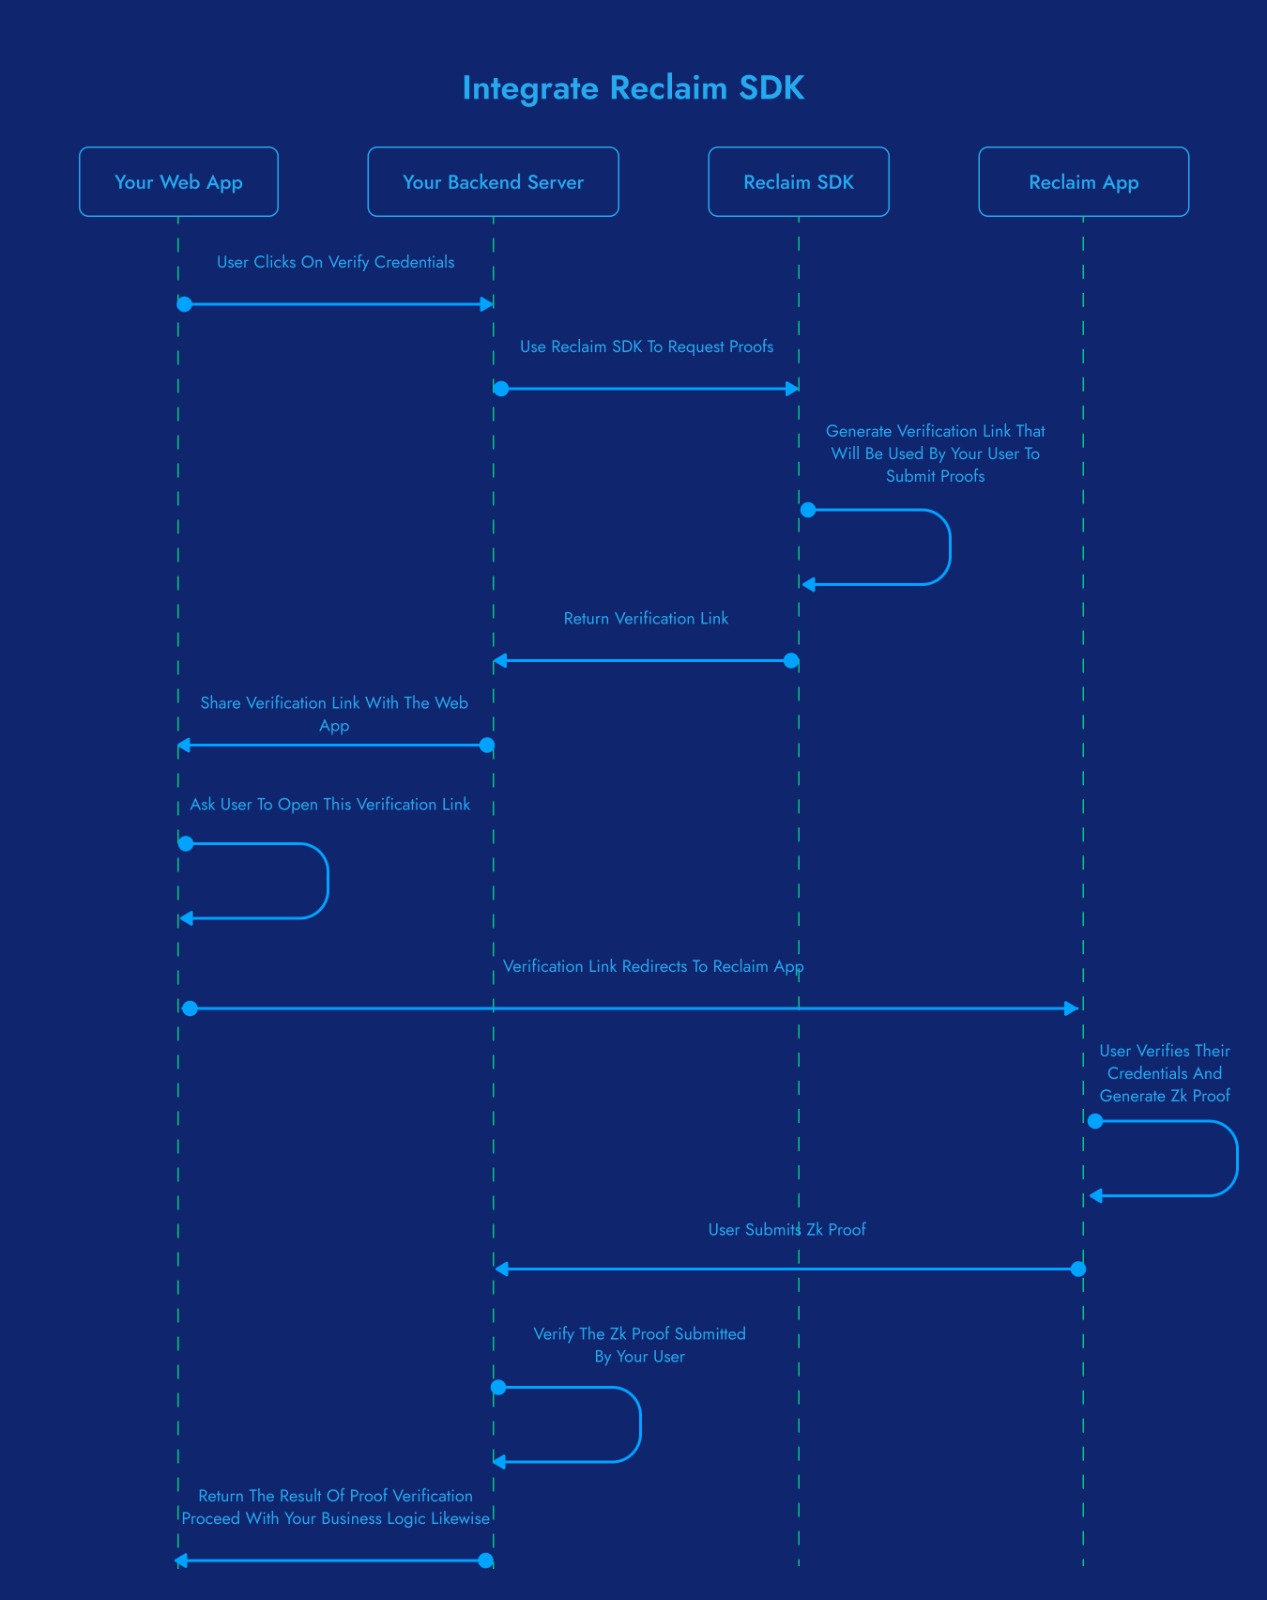 Integrate Reclaim SDK
Your Web App
Your Backend Server
Reclaim SDK
Reclaim App
User Clicks On Verify Credentials
Use Reclaim SDK To Request Proofs
Generate Verification Link That
Will Be Used By Your User To
Submit Proofs
Return Verification Link
Share Verification Link With The Web
App
Ask User To Open This Verification Link
Verification Link Redirects To Reclaim App
User Verifies Their
Credentials And
Generate Zk Proof
User Submits Zk Proof
Verify The Zk Proof Submitted
By Your User
Return The Result Of Proof Verification
Proceed With Your Business Logic Likewise